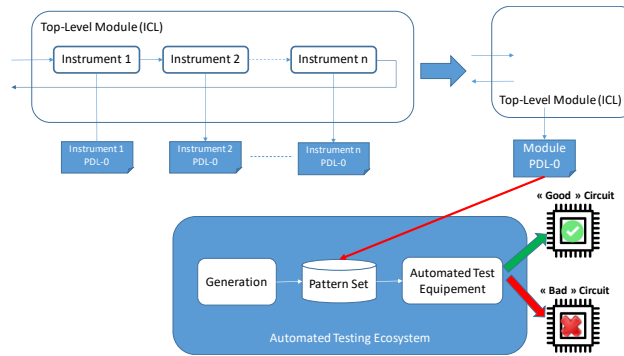 Top-Level Module (ICL)
Instrument 1
Instrument 2
Instrument n
Top-Level Module (ICL)
Instrument 1
PDL-0
Instrument 2
PDL-0
Instrument n
PDL-0
Module
PDL-0
« Good » Circuit
Generation
Pattern Set
Automated Test
Equipement
« Bad » Circuit
Automated Testing Ecosystem